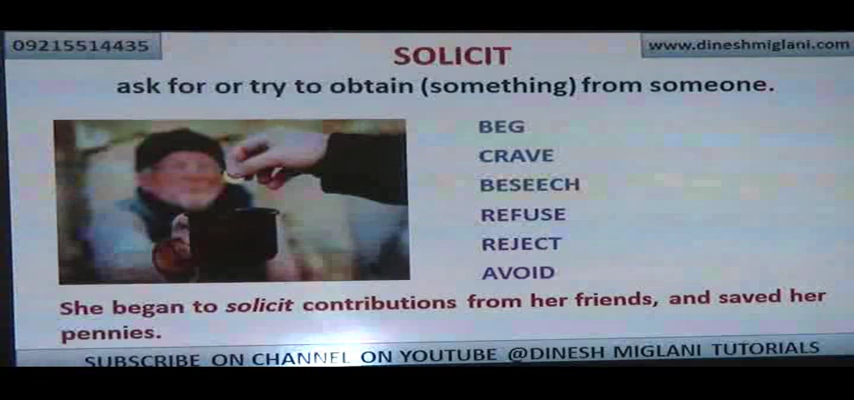 09215514435
www.dineshmiglani.com
SOLICIT
ask for or try to obtain (something) from someone.
BEG
CRAVE
BESEECH
REFUSE
REJECT
AVOID
She began to solicit contributions from her friends, and saved her
pennies.
SUBSCRIBE ON CHANNEL ON YOUTUBE @DINESH MIGLANI TUTORIALS